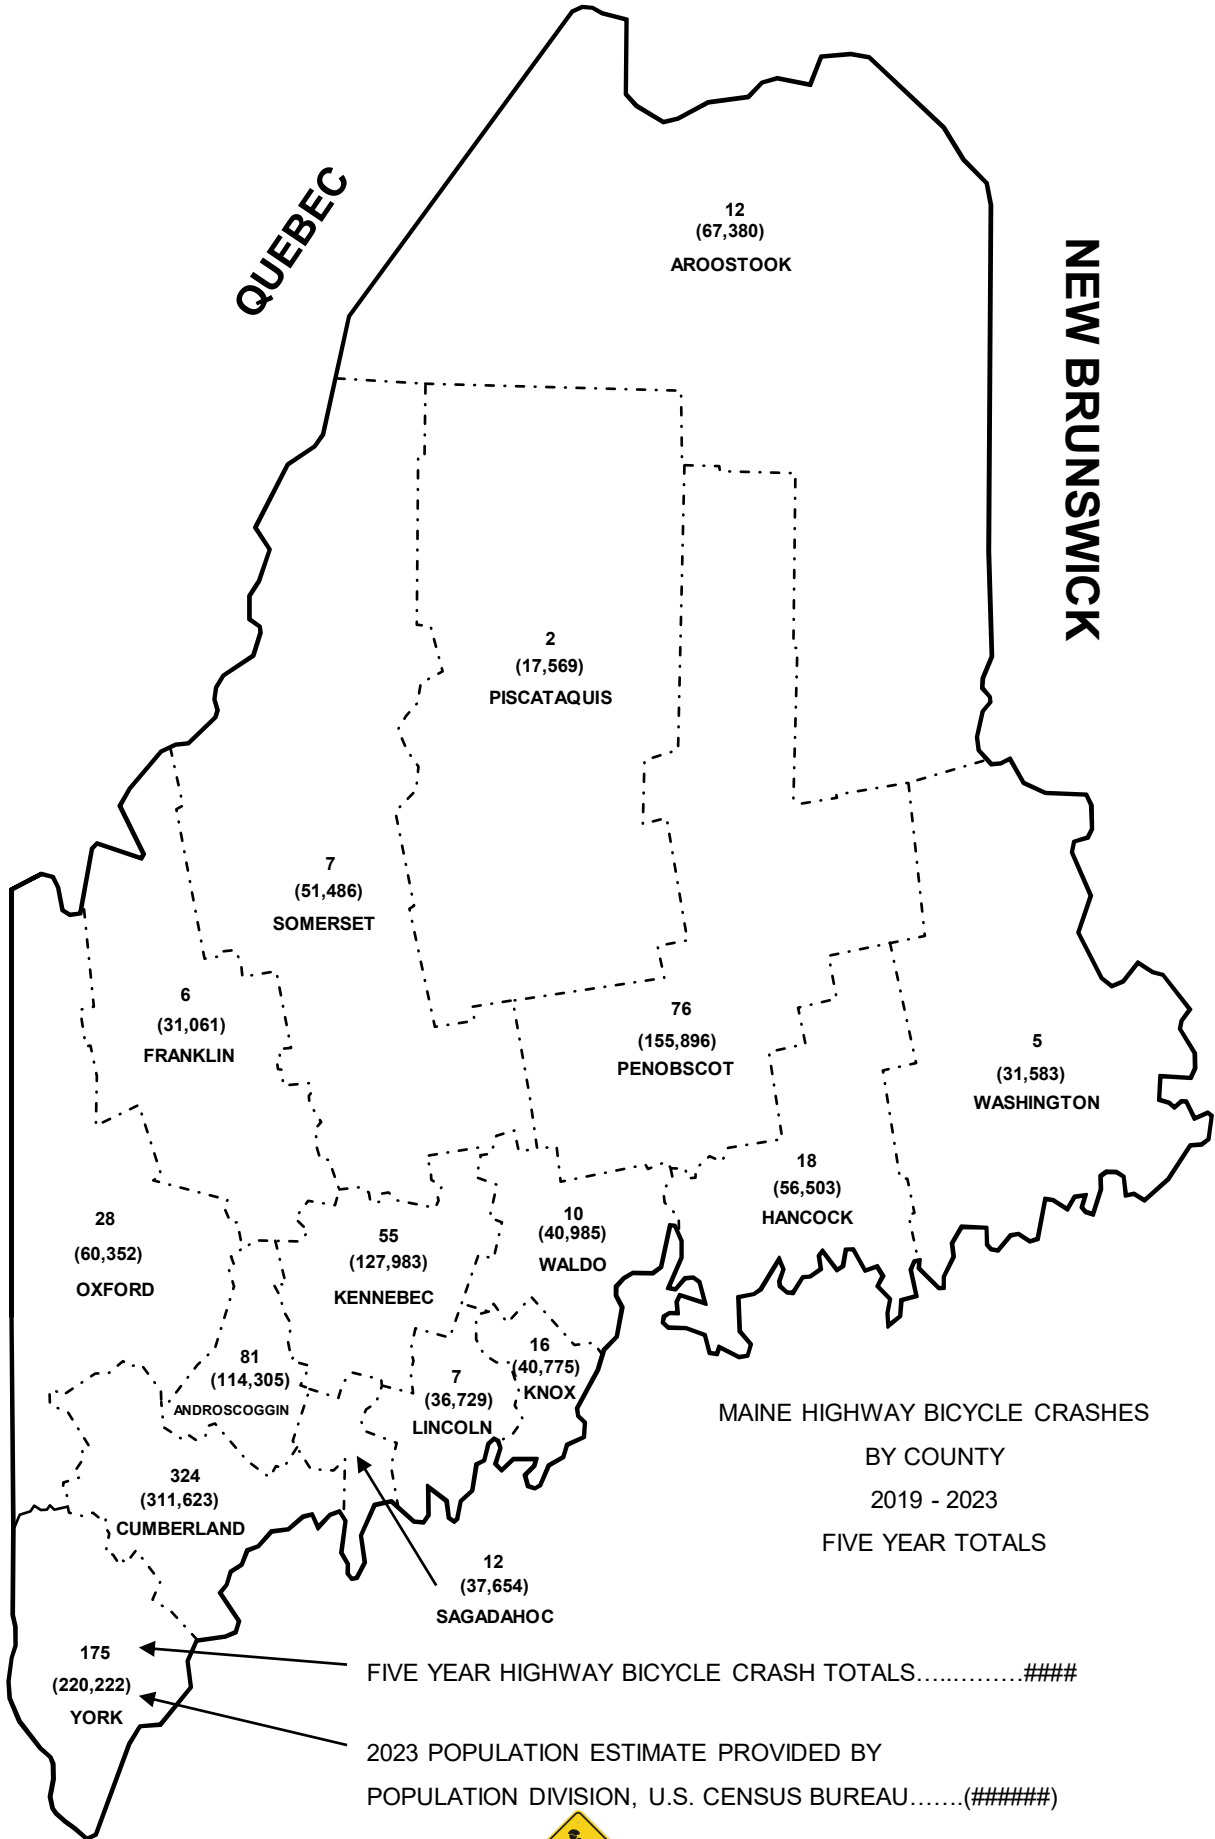 QUEBEC
NEW BRUNSWICK
12
(67,380)
AROOSTOOK
2
(17,569)
PISCATAQUIS
7
(51,486)
SOMERSET
6
(31,061)
FRANKLIN
76
(155,896)
PENOBSCOT
5
(31,583)
WASHINGTON
18
(56,503)
HANCOCK
28
(60,352)
OXFORD
55
(127,983)
KENNEBEC
10
(40,985)
WALDO
81
(114,305)
ANDROSCOGGIN
7
(36,729)
LINCOLN
16
(40,775)
KNOX
MAINE HIGHWAY BICYCLE CRASHES
BY COUNTY
2019 - 2023
FIVE YEAR TOTALS
324
(311,623)
CUMBERLAND
12
(37,654)
SAGADAHOC
175
(220,222)
YORK
FIVE YEAR HIGHWAY BICYCLE CRASH TOTALS..............####
2023 POPULATION ESTIMATE PROVIDED BY
POPULATION DIVISION, U.S. CENSUS BUREAU.......(######)